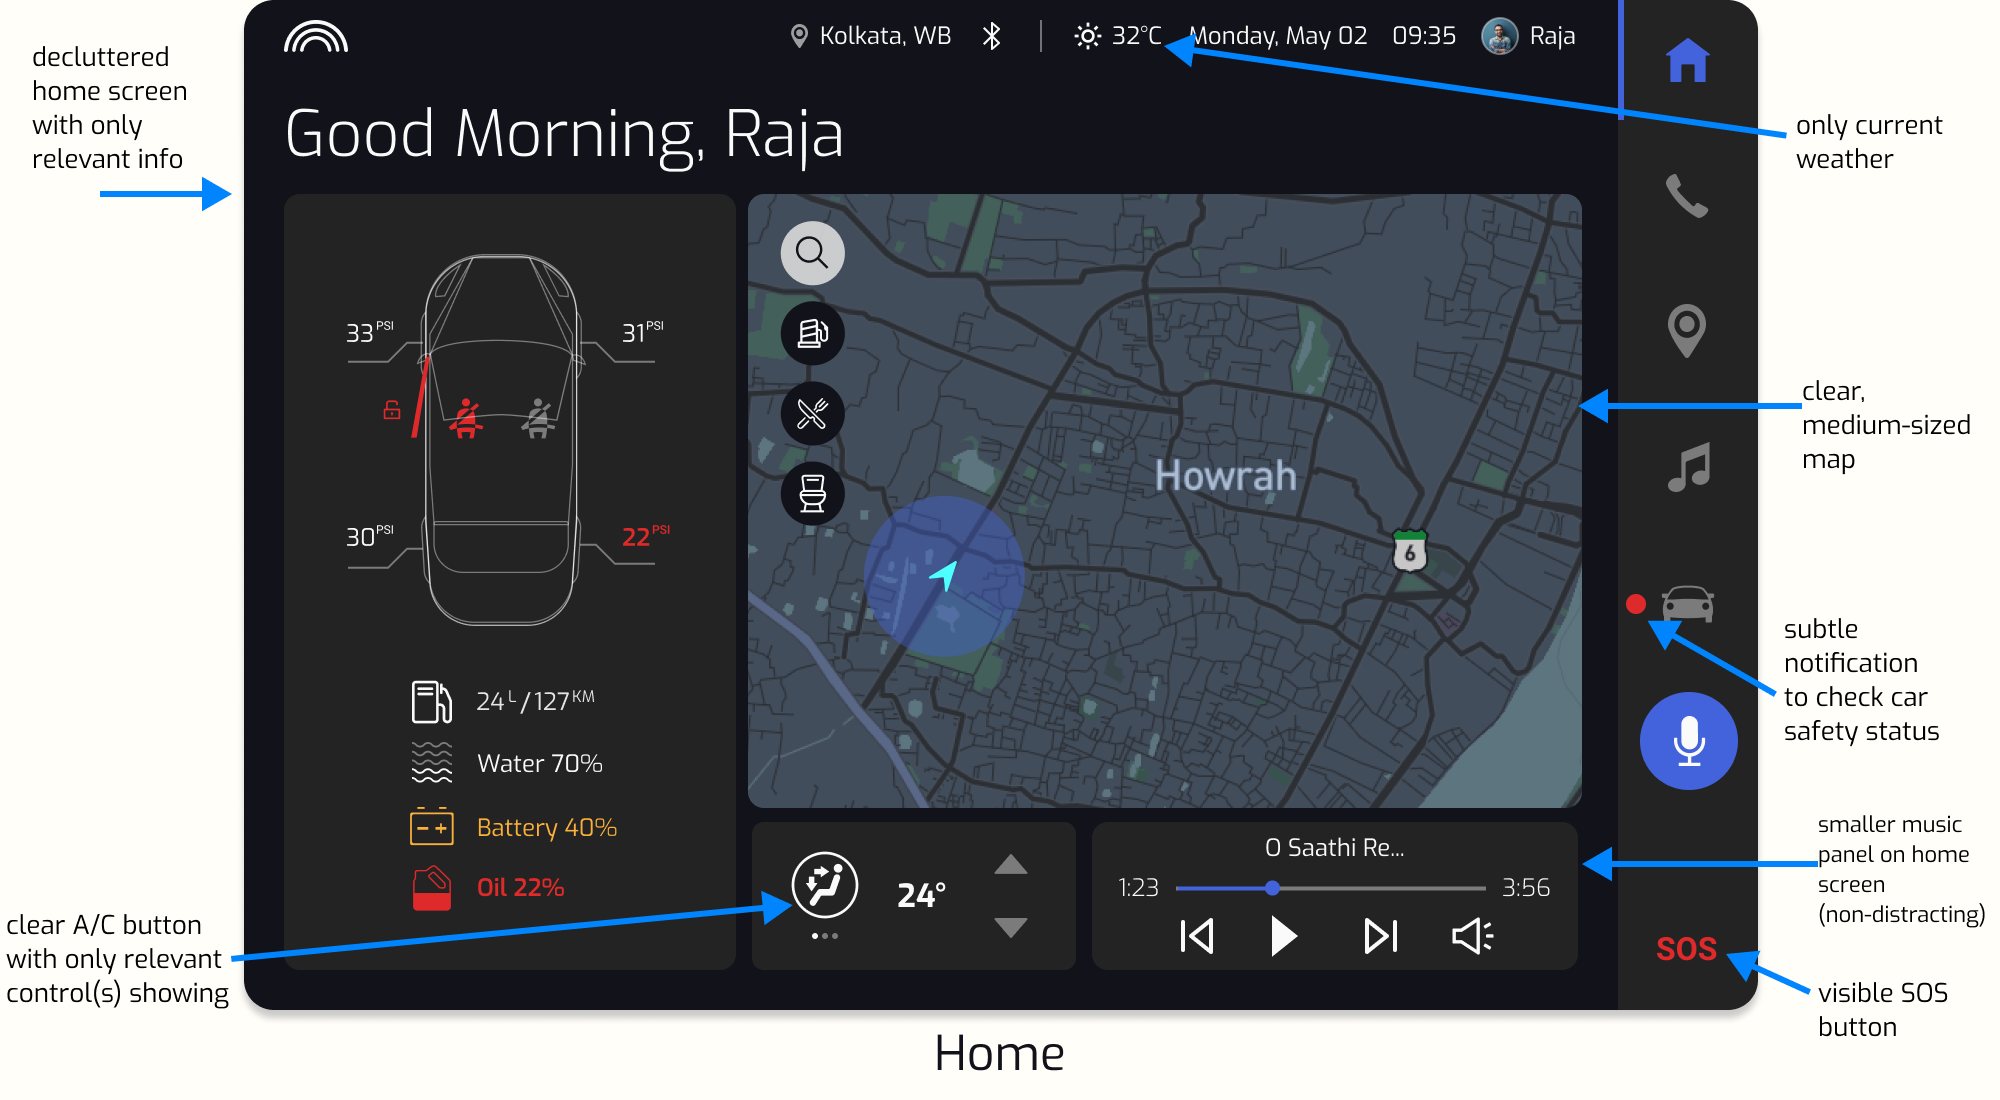 decluttered
home screen
with only
relevant info
Kolkata, WB
32°C
Monday, May 02
09:35
Raja
Good Morning, Raja
only current
weather
33 PSI
31 PSI
30 PSI
22 PSI
24 L / 127 KM
Water 70%
Battery 40%
Oil 22%
Howrah
6
clear,
medium-sized
map
subtle
notification
to check car
safety status
24°
O Saathi Re...
1:23
3:56
smaller music
panel on home
screen
(non-distracting)
clear A/C button
with only relevant
control(s) showing
SOS
visible SOS
button
Home